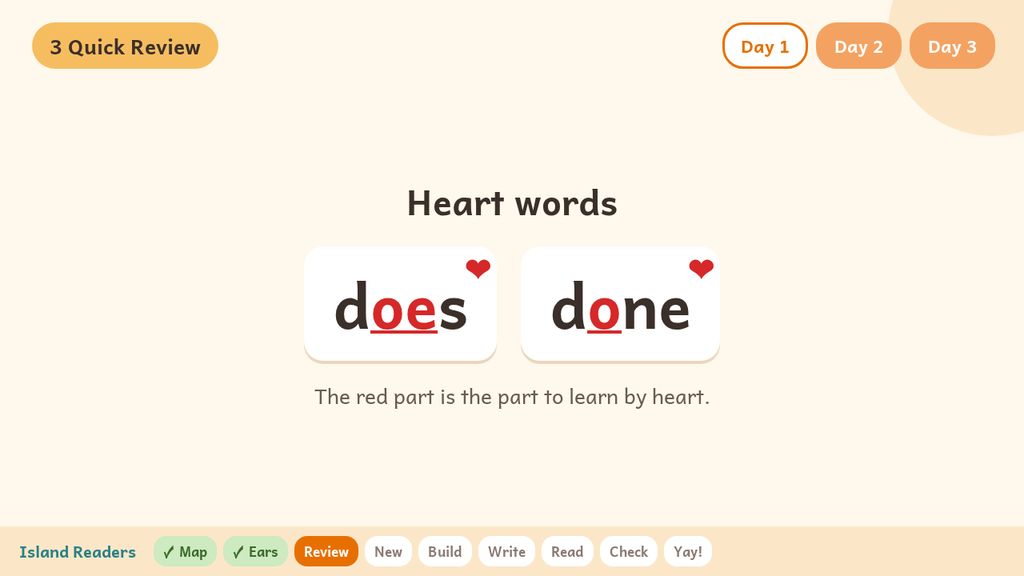 3 Quick Review
Day 1 Day 2 Day 3
Heart words
does ❤ done ❤
The red part is the part to learn by heart.
Island Readers ✓ Map ✓ Ears Review New Build Write Read Check Yay!